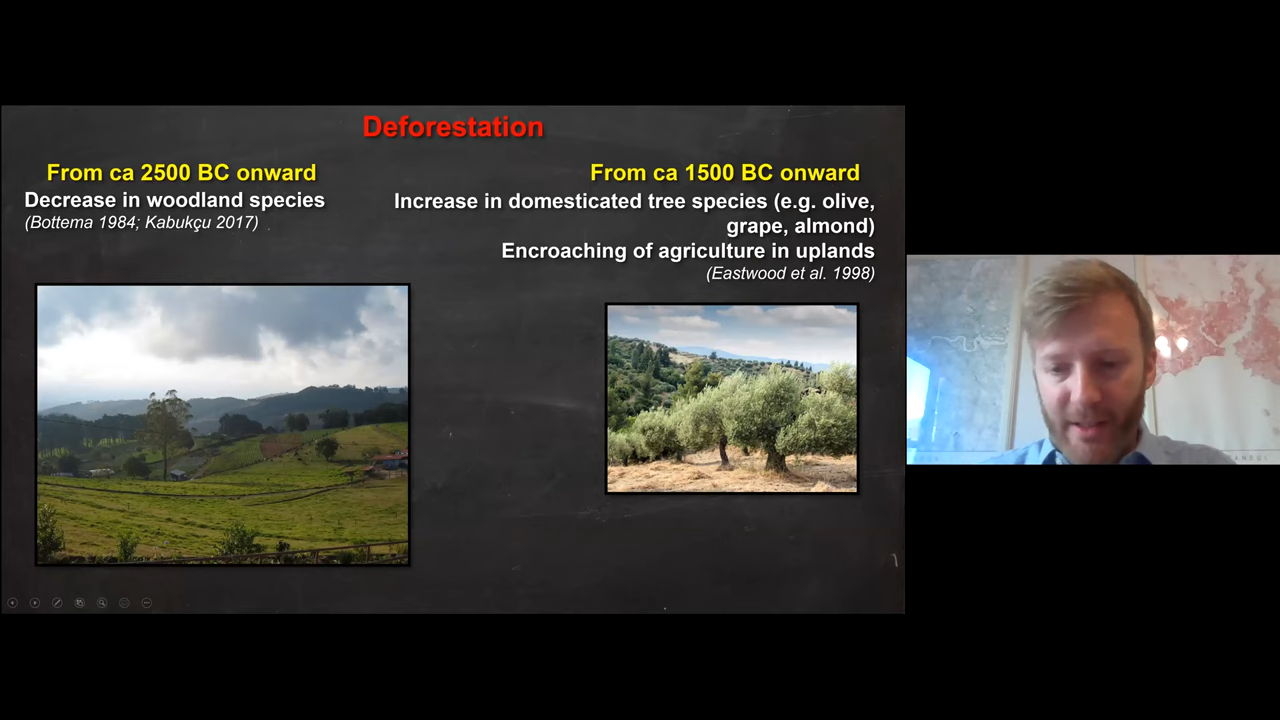 Deforestation
From ca 2500 BC onward
Decrease in woodland species
(Bottema 1984; Kabukçu 2017)
From ca 1500 BC onward
Increase in domesticated tree species (e.g. olive,
grape, almond)
Encroaching of agriculture in uplands
(Eastwood et al. 1998)